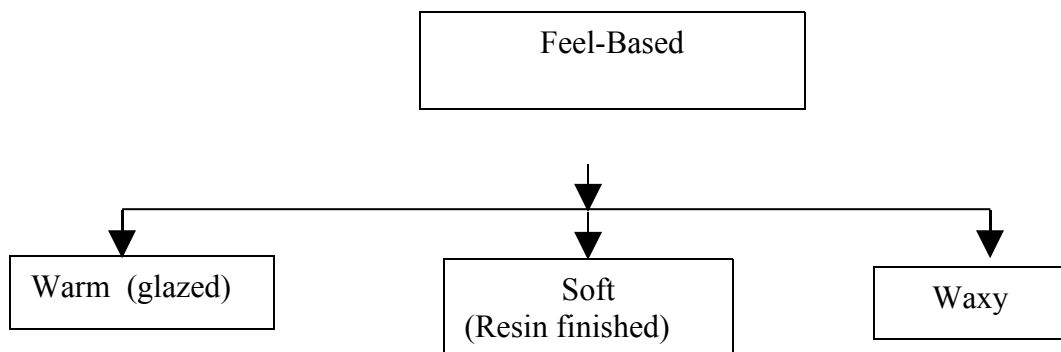 Feel-Based
Warm (glazed)
Soft
(Resin finished)
Waxy